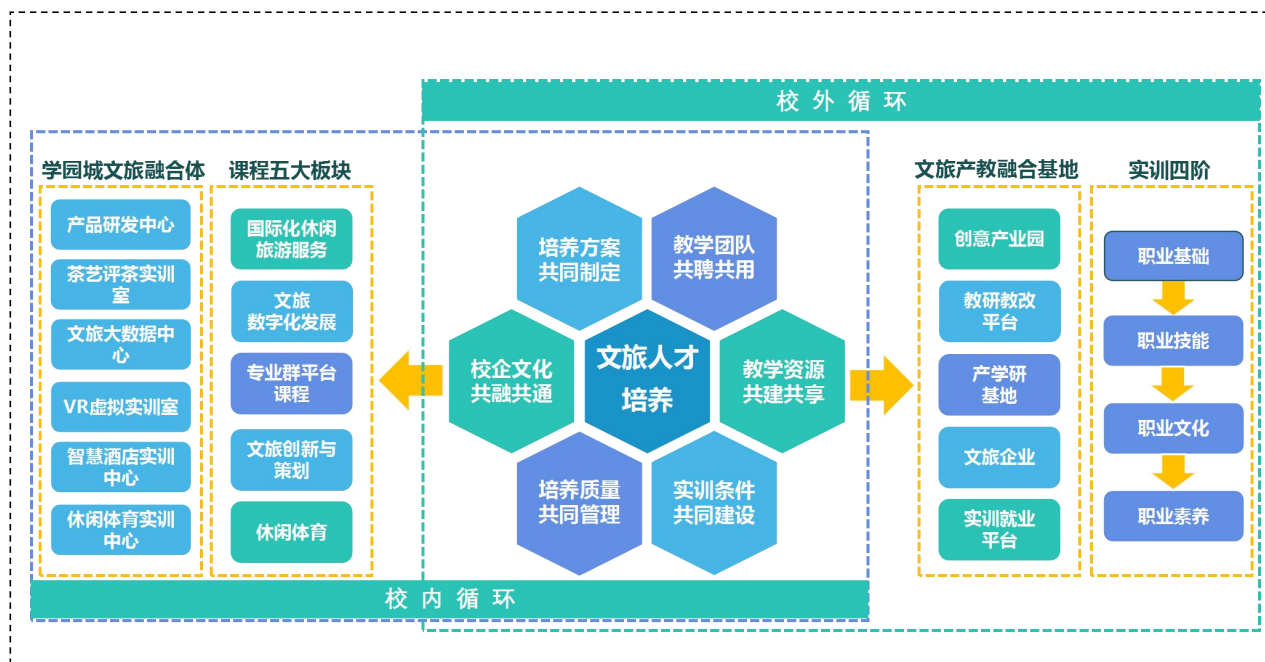 校外循环
学园城文旅融合体
产品研发中心
茶艺评茶实训
室
文旅大数据中
心
VR虚拟实训室
智慧酒店实训
中心
休闲体育实训
中心
课程五大板块
国际化休闲
旅游服务
文旅
数字化发展
专业群平台
课程
文旅创新与
策划
休闲体育
培养方案
共同制定
教学团队
共聘共用
校企文化
共融共通
文旅人才
培养
教学资源
共建共享
培养质量
共同管理
实训条件
共同建设
文旅产教融合基地
创意产业园
教研教改
平台
产学研
基地
文旅企业
实训就业
平台
实训四阶
职业基础
职业技能
职业文化
职业素养
校内循环